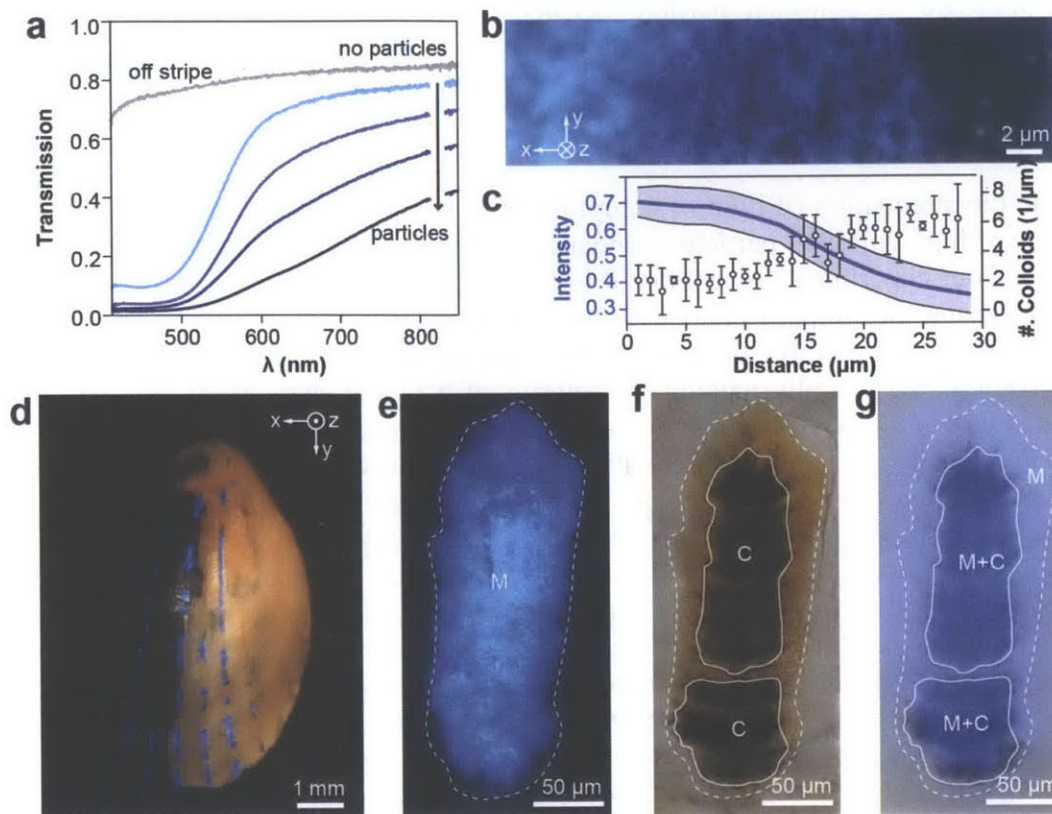 a
1.0
0.8
0.6
0.4
0.2
0.0
Transmission
off stripe
no particles
particles
500
600
700
800
λ (nm)
b
y
x
z
2 µm
c
Intensity
0.7
0.6
0.5
0.4
0.3
8
6
4
2
0
#. Colloids (1/µm)
0
5
10
15
20
25
30
Distance (µm)
d
x
z
y
1 mm
e
M
50 µm
f
C
C
50 µm
g
M
M+C
M+C
50 µm